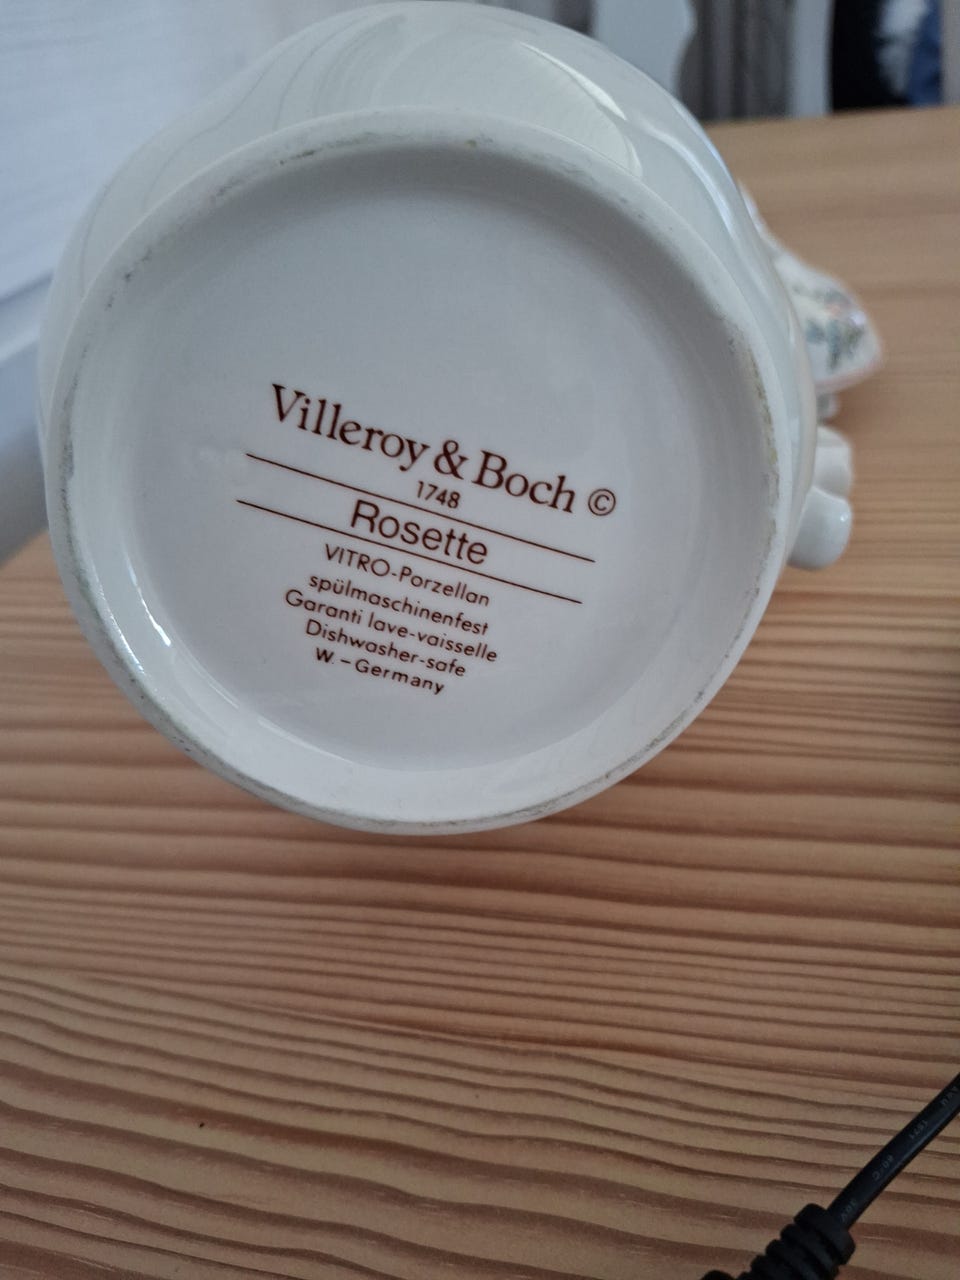 Villeroy & Boch ©
1748
Rosette
VITRO-Porzellan
spülmaschinenfest
Garanti lave-vaisselle
Dishwasher-safe
W.-Germany